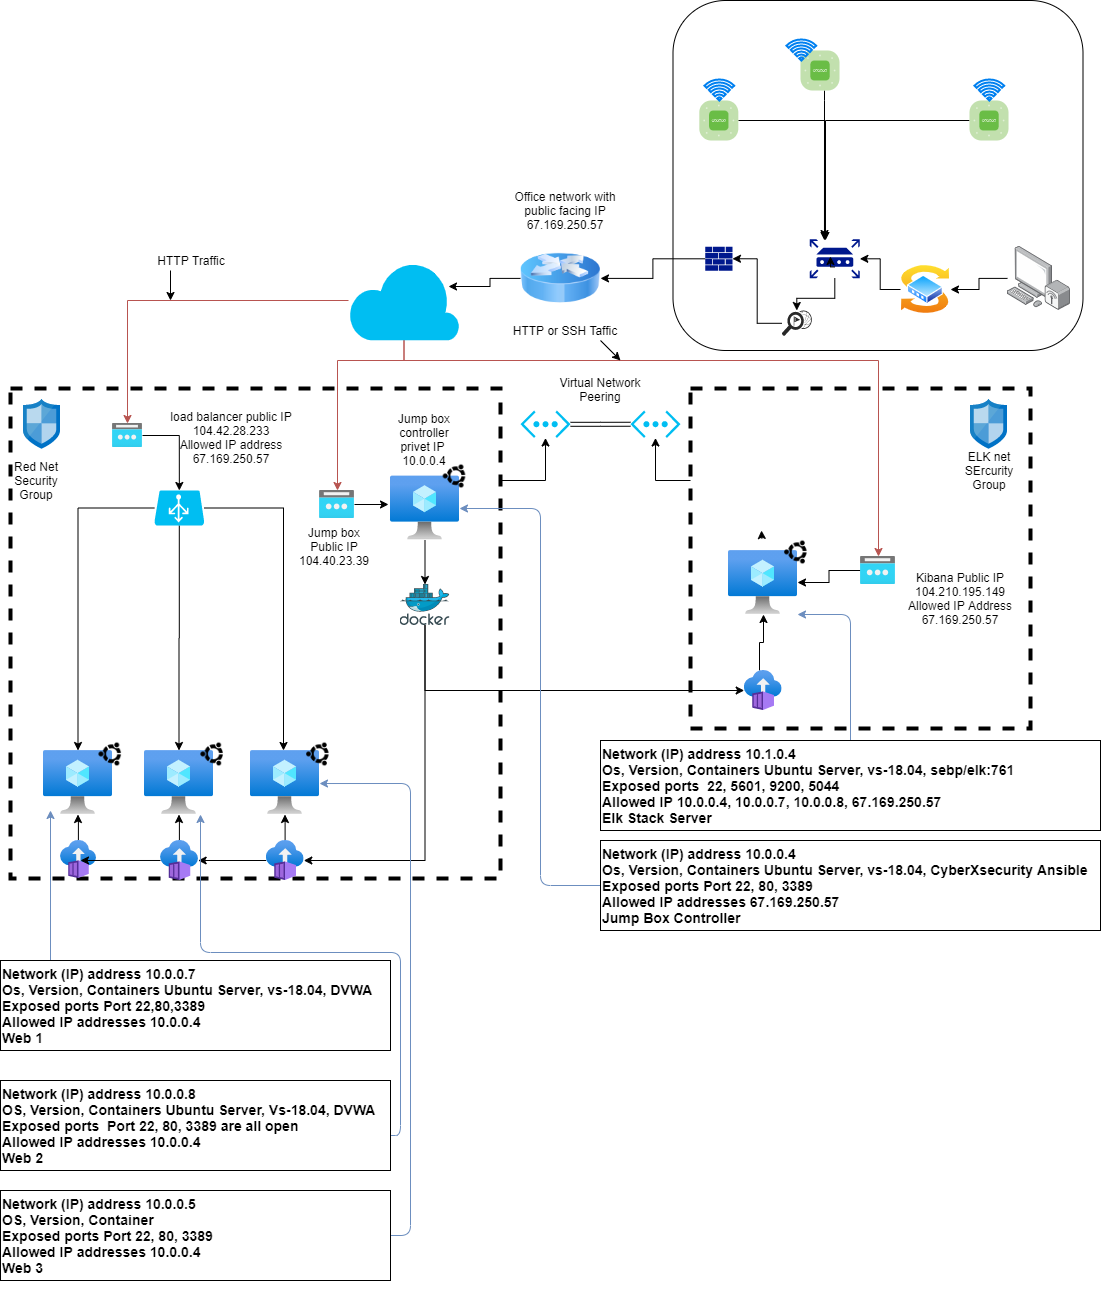 Office network with
public facing IP
67.169.250.57
HTTP Traffic
HTTP or SSH Taffic
Virtual Network
Peering
Red Net
Security
Group
load balancer public IP
104.42.28.233
Allowed IP address
67.169.250.57
Jump box
controller
privet IP
10.0.0.4
Jump box
Public IP
104.40.23.39
docker
ELK net
SErcurity
Group
Kibana Public IP
104.210.195.149
Allowed IP Address
67.169.250.57
Network (IP) address 10.1.0.4
Os, Version, Containers Ubuntu Server, vs-18.04, sebp/elk:761
Exposed ports  22, 5601, 9200, 5044
Allowed IP 10.0.0.4, 10.0.0.7, 10.0.0.8, 67.169.250.57
Elk Stack Server
Network (IP) address 10.0.0.4
Os, Version, Containers Ubuntu Server, vs-18.04, CyberXsecurity Ansible
Exposed ports Port 22, 80, 3389
Allowed IP addresses 67.169.250.57
Jump Box Controller
Network (IP) address 10.0.0.7
Os, Version, Containers Ubuntu Server, vs-18.04, DVWA
Exposed ports Port 22,80,3389
Allowed IP addresses 10.0.0.4
Web 1
Network (IP) address 10.0.0.8
OS, Version, Containers Ubuntu Server, Vs-18.04, DVWA
Exposed ports  Port 22, 80, 3389 are all open
Allowed IP addresses 10.0.0.4
Web 2
Network (IP) address 10.0.0.5
OS, Version, Container
Exposed ports Port 22, 80, 3389
Allowed IP addresses 10.0.0.4
Web 3